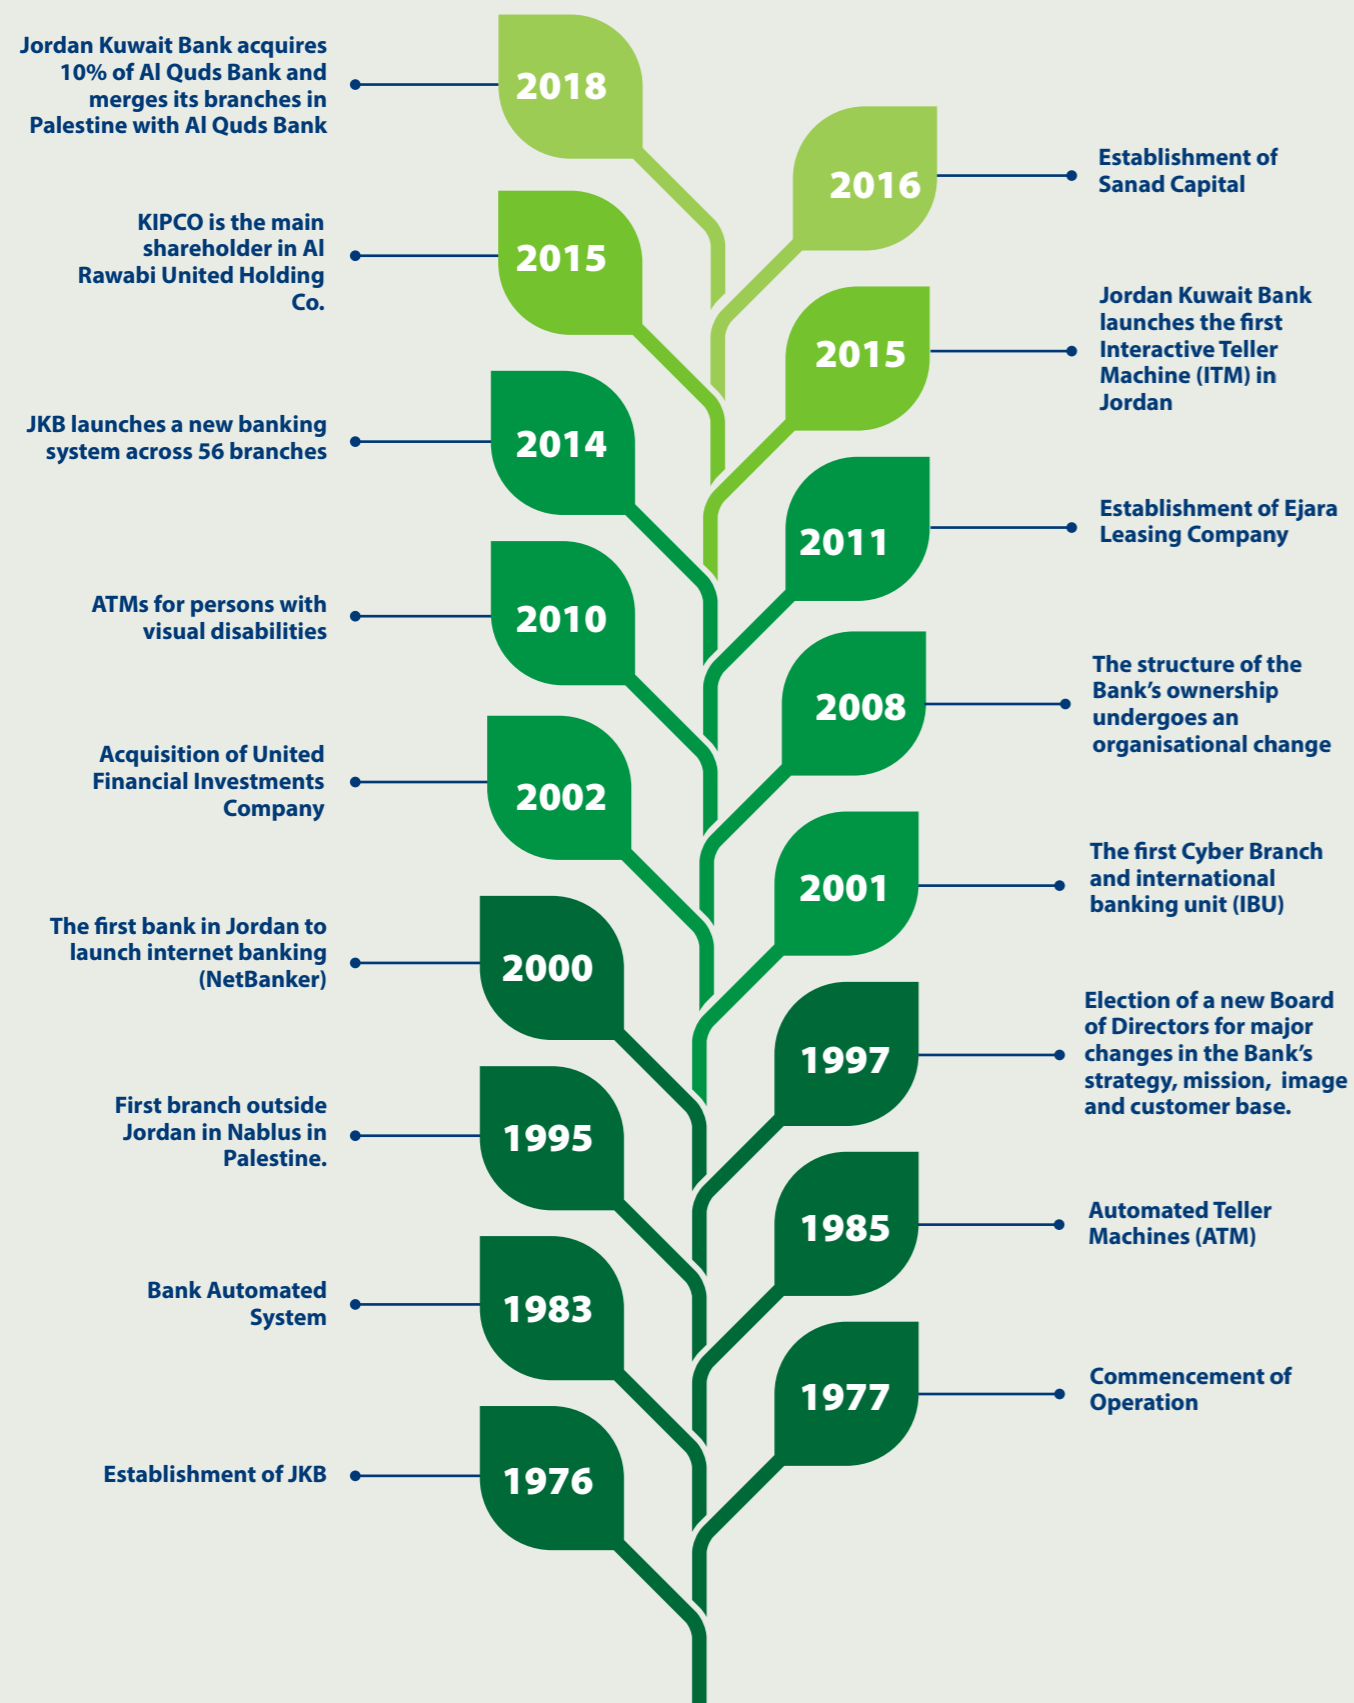 Jordan Kuwait Bank acquires
10% of Al Quds Bank and
merges its branches in
Palestine with Al Quds Bank
2018
2016
Establishment of
Sanad Capital
KIPCO is the main
shareholder in Al
Rawabi United Holding
Co.
2015
2015
Jordan Kuwait Bank
launches the first
Interactive Teller
Machine (ITM) in
Jordan
JKB launches a new banking
system across 56 branches
2014
2011
Establishment of Ejara
Leasing Company
ATMs for persons with
visual disabilities
2010
2008
The structure of the
Bank’s ownership
undergoes an
organisational change
Acquisition of United
Financial Investments
Company
2002
2001
The first Cyber Branch
and international
banking unit (IBU)
The first bank in Jordan to
launch internet banking
(NetBanker)
2000
1997
Election of a new Board
of Directors for major
changes in the Bank’s
strategy, mission,  image
and customer base.
First branch outside
Jordan in Nablus in
Palestine.
1995
1985
Automated Teller
Machines (ATM)
Bank Automated
System
1983
1977
Commencement of
Operation
Establishment of JKB
1976